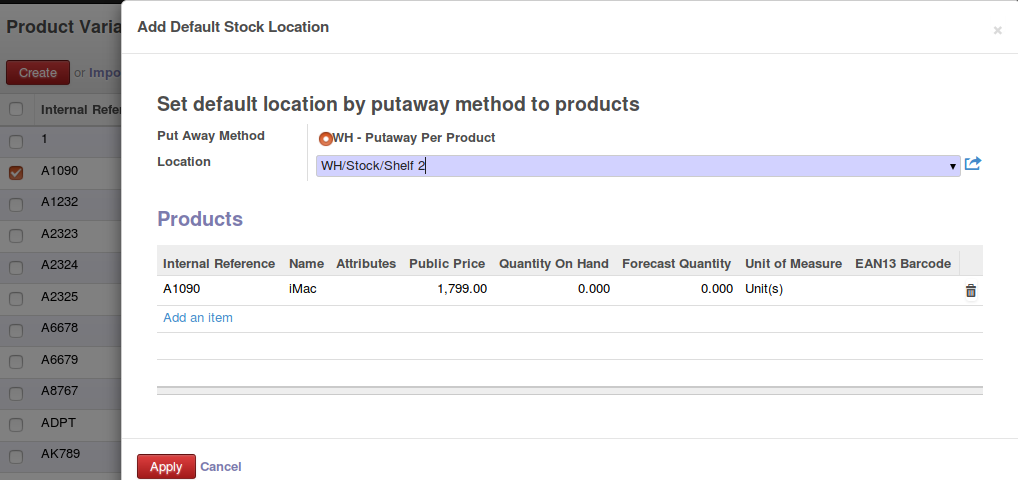 Product Varia
Add Default Stock Location
×
Create or Impo
Internal Refer
1
A1090
A1232
A2323
A2324
A2325
A6678
A6679
A8767
ADPT
AK789
Set default location by putaway method to products
Put Away Method WH - Putaway Per Product
Location WH/Stock/Shelf 2
Products
Internal Reference Name Attributes Public Price Quantity On Hand Forecast Quantity Unit of Measure EAN13 Barcode
A1090 iMac 1,799.00 0.000 0.000 Unit(s)
Add an item
Apply Cancel